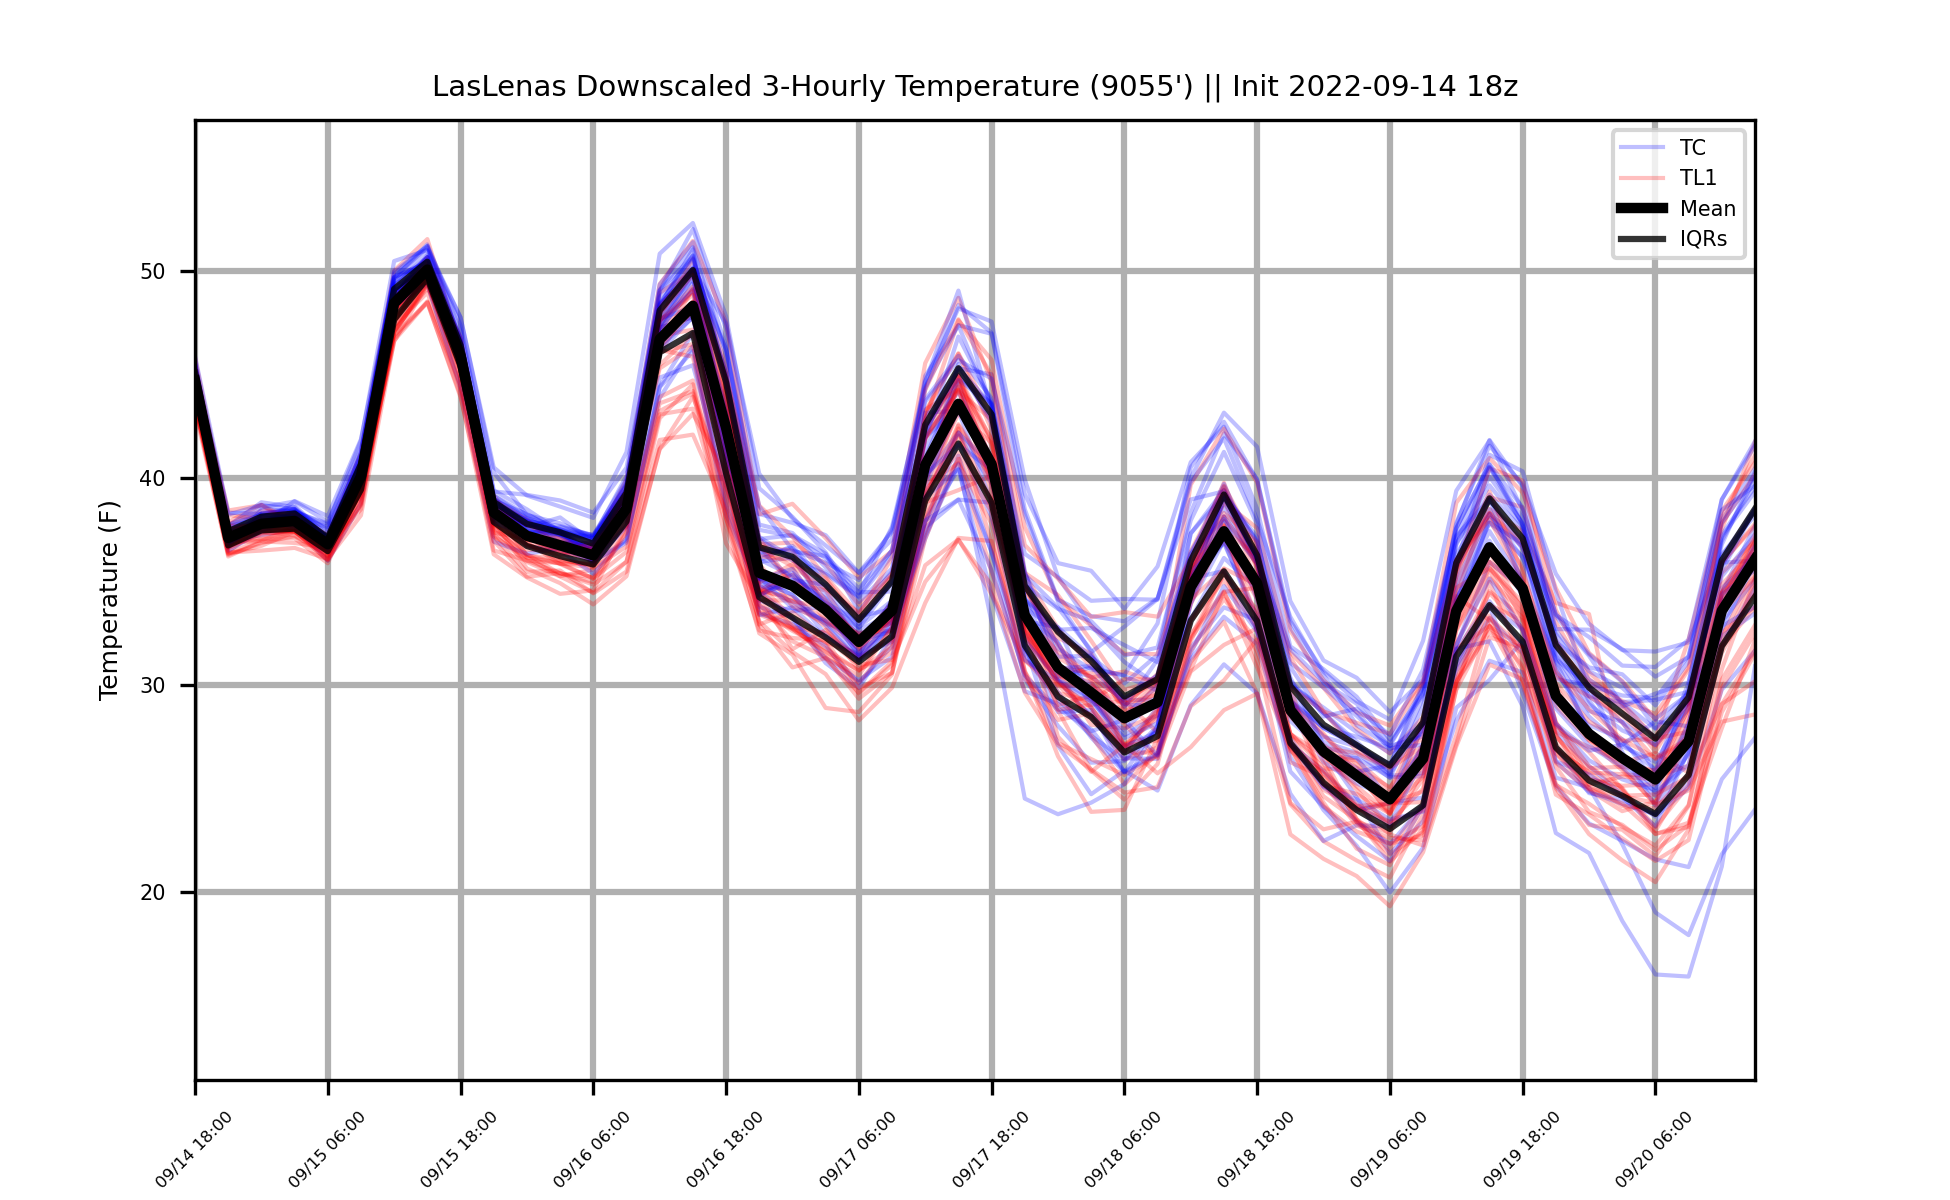 LasLenas Downscaled 3-Hourly Temperature (9055') || Init 2022-09-14 18z
TC
TL1
Mean
IQRs
Temperature (F)
50
40
30
20
09/14 18:00
09/15 06:00
09/15 18:00
09/16 06:00
09/16 18:00
09/17 06:00
09/17 18:00
09/18 06:00
09/18 18:00
09/19 06:00
09/19 18:00
09/20 06:00